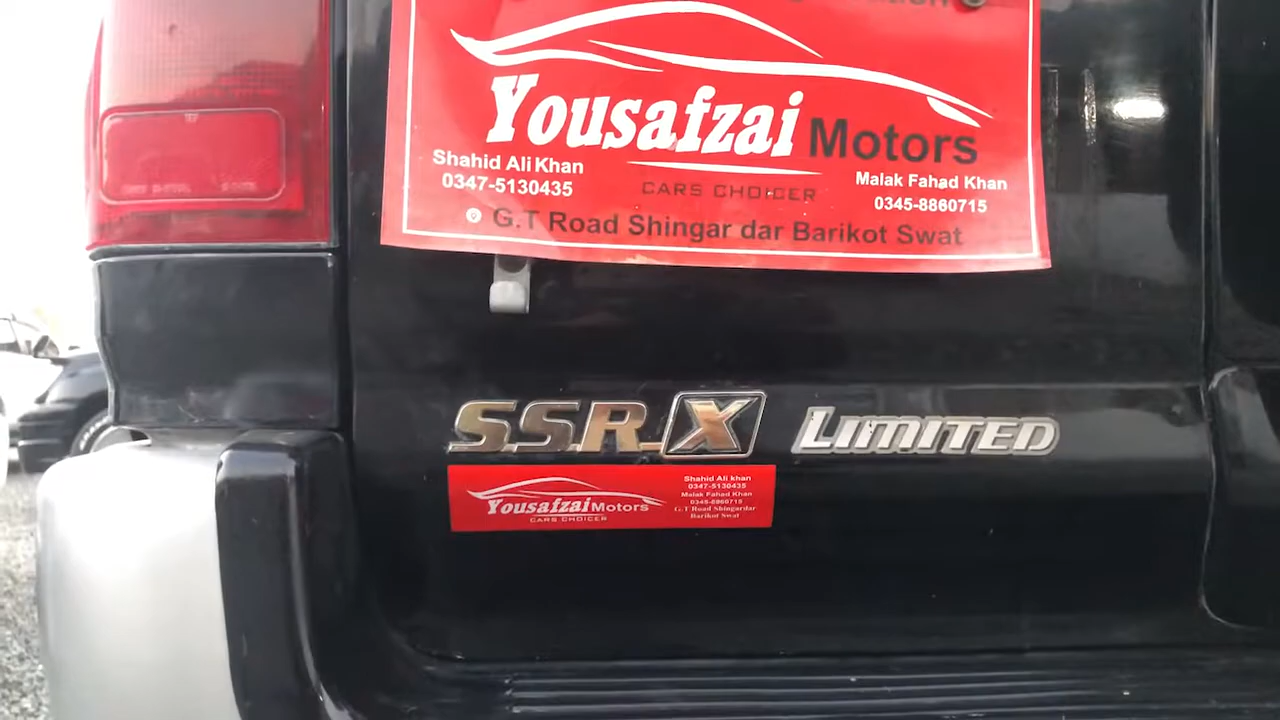 Yousafzai Motors
Shahid Ali Khan
0347-5130435
CARS CHOICER
Malak Fahad Khan
0345-8860715
G.T Road Shingar dar Barikot Swat
S.S.R.X LIMITED
Yousafzai Motors
CARS CHOICER
Shahid Ali khan
0347-5130435
Malak Fahad Khan
0345-8860715
G.T Road Shingardar
Barikot Swat